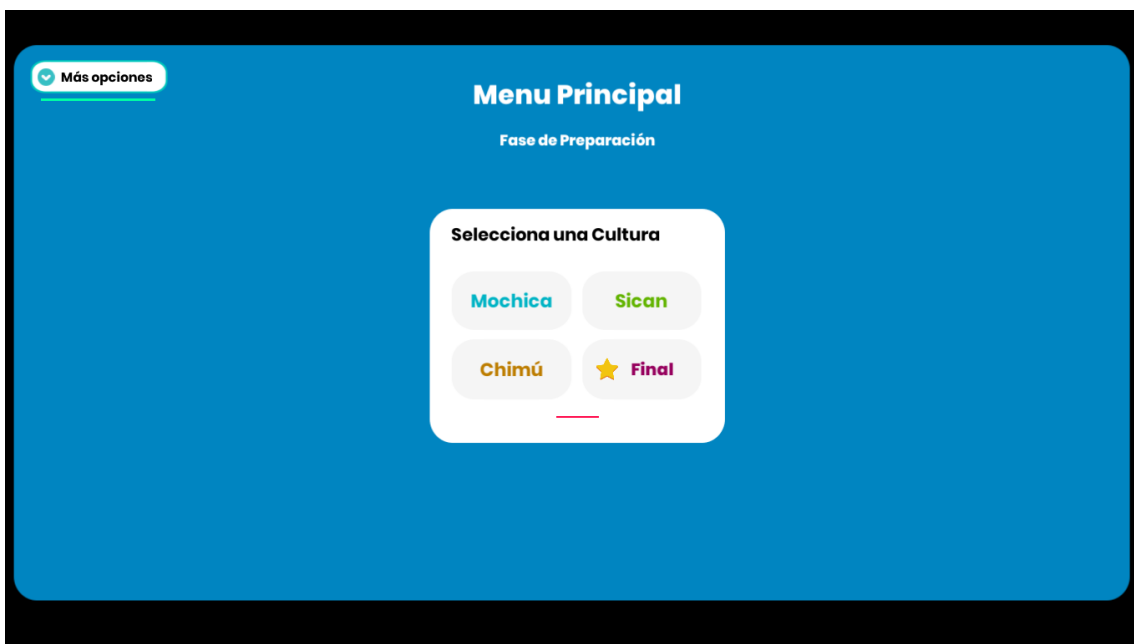 Más opciones
Menu Principal
Fase de Preparación
Selecciona una Cultura
Mochica
Sican
Chimú
Final